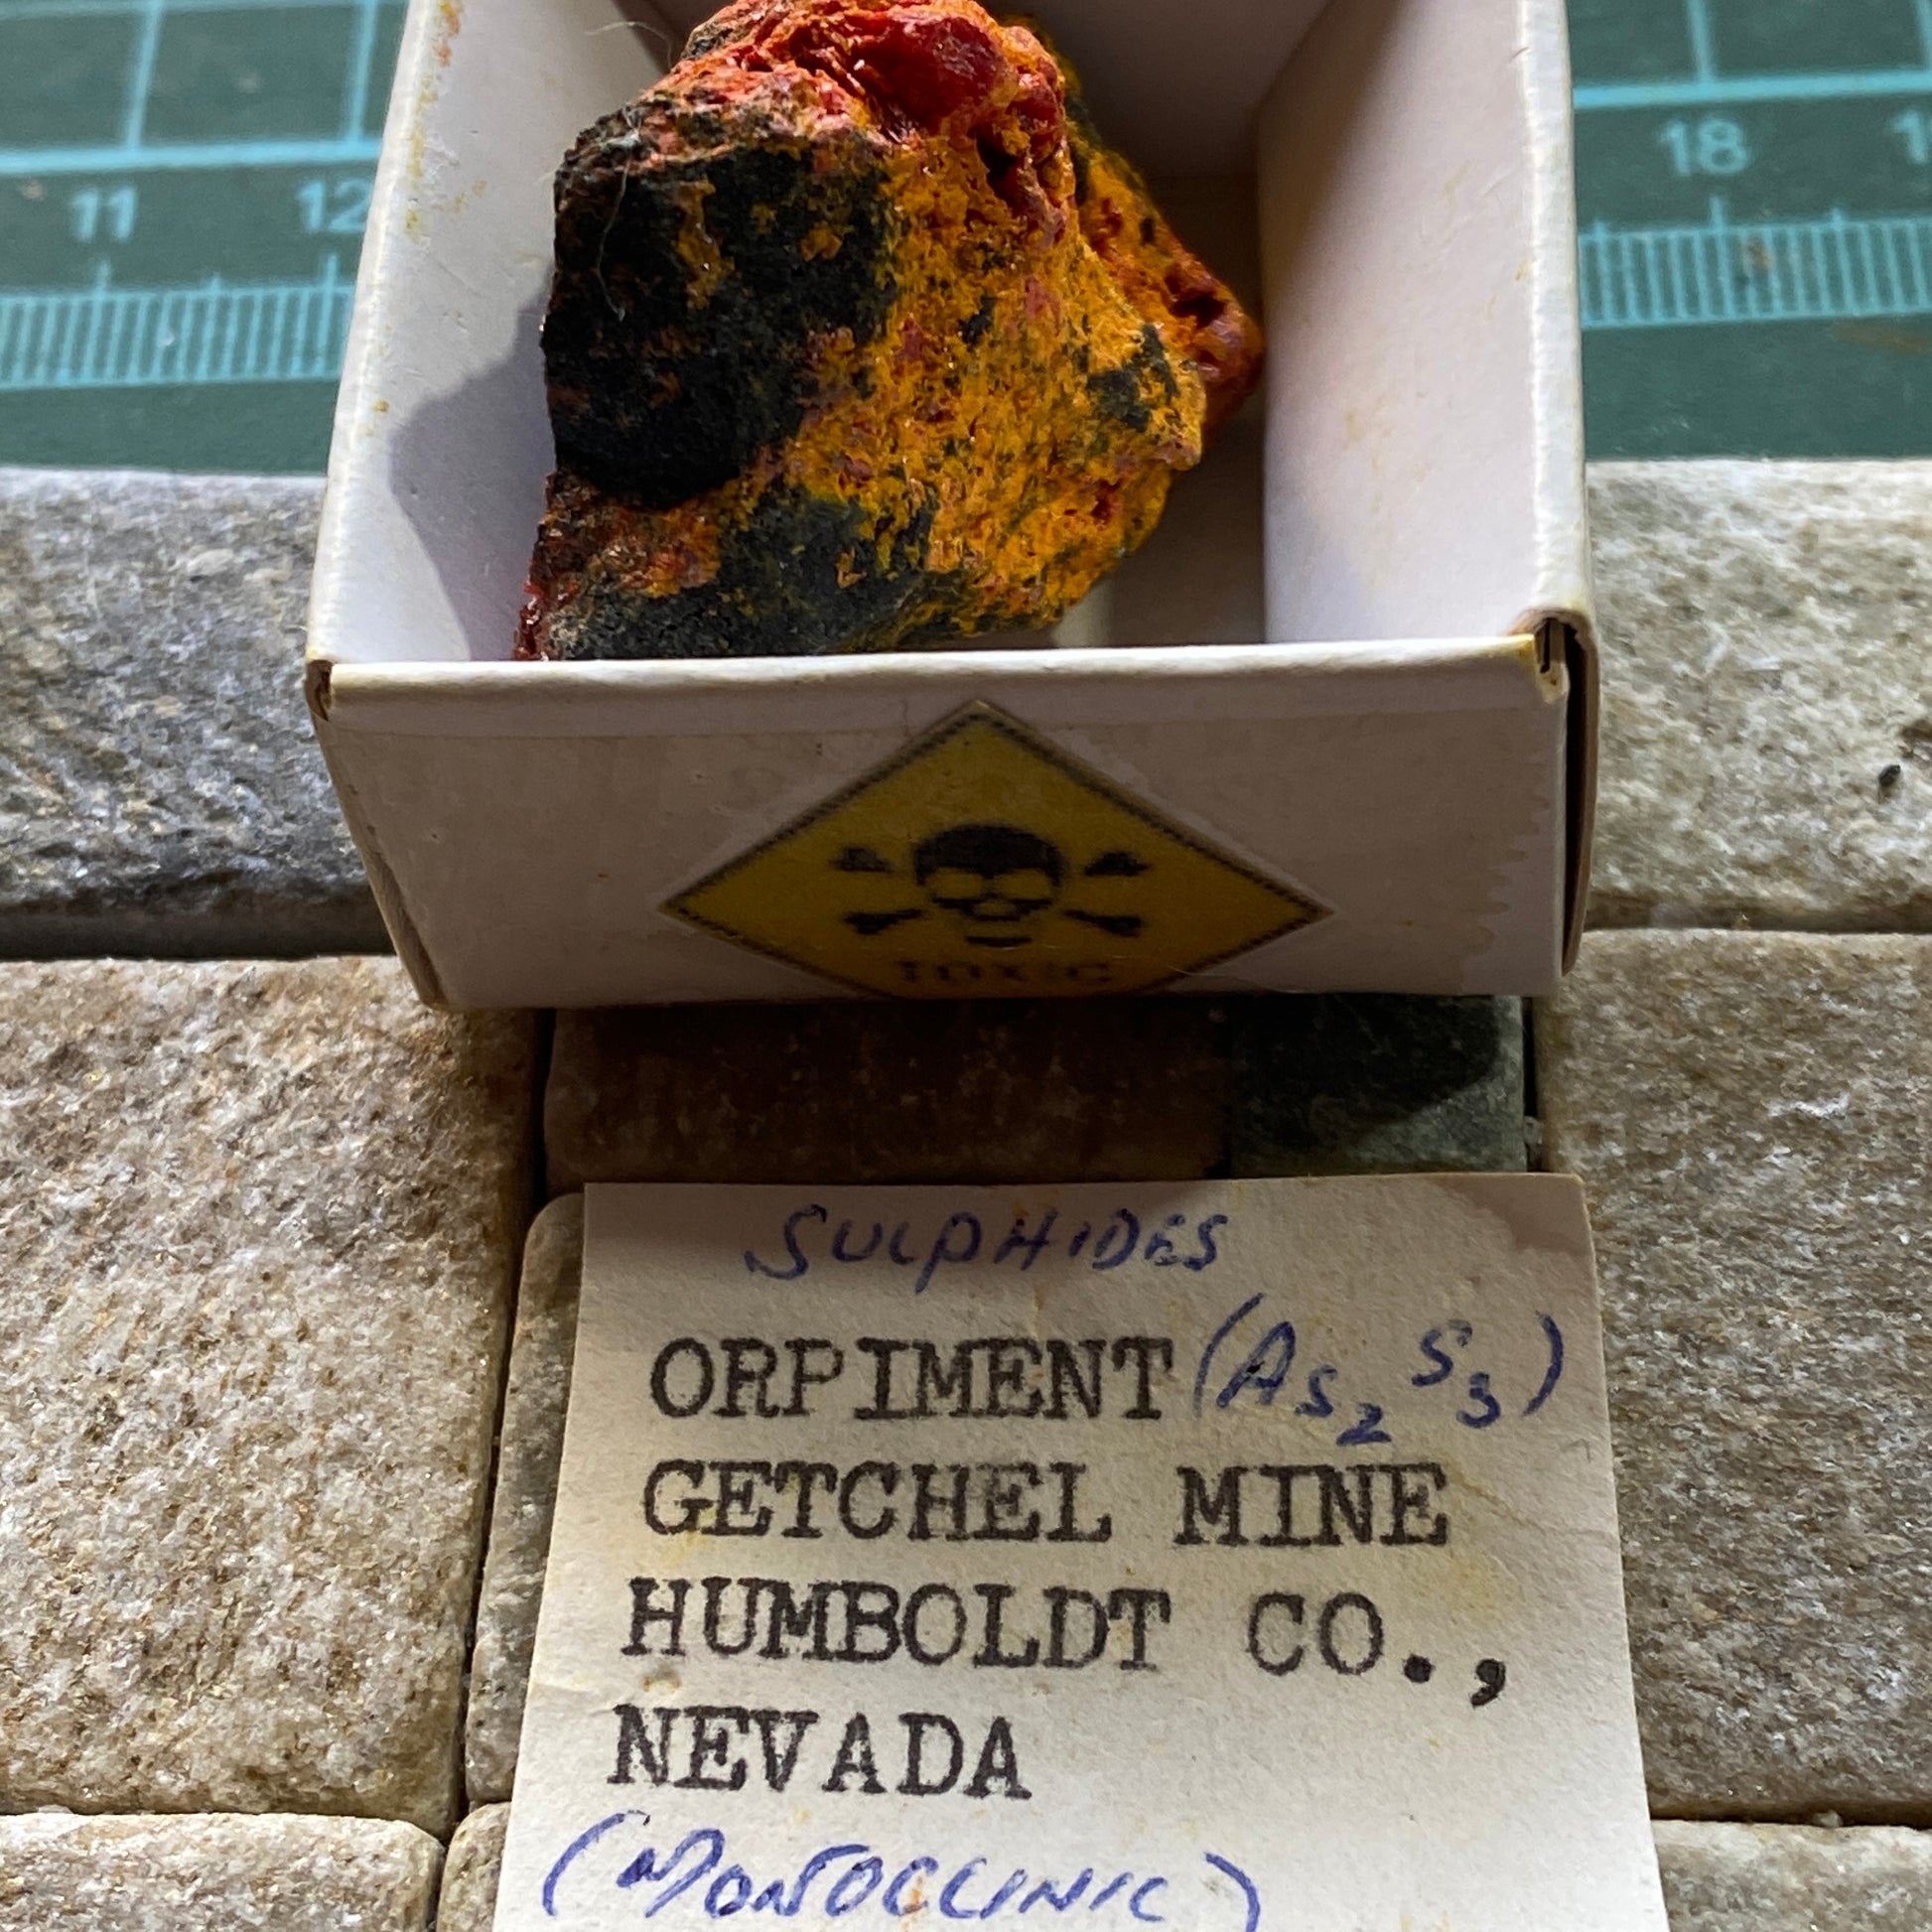 11
12
18
TOXIC
SULPHIDES
ORPIMENT (As2 S3)
GETCHEL MINE
HUMBOLDT CO.,
NEVADA
(MONOCLINIC)